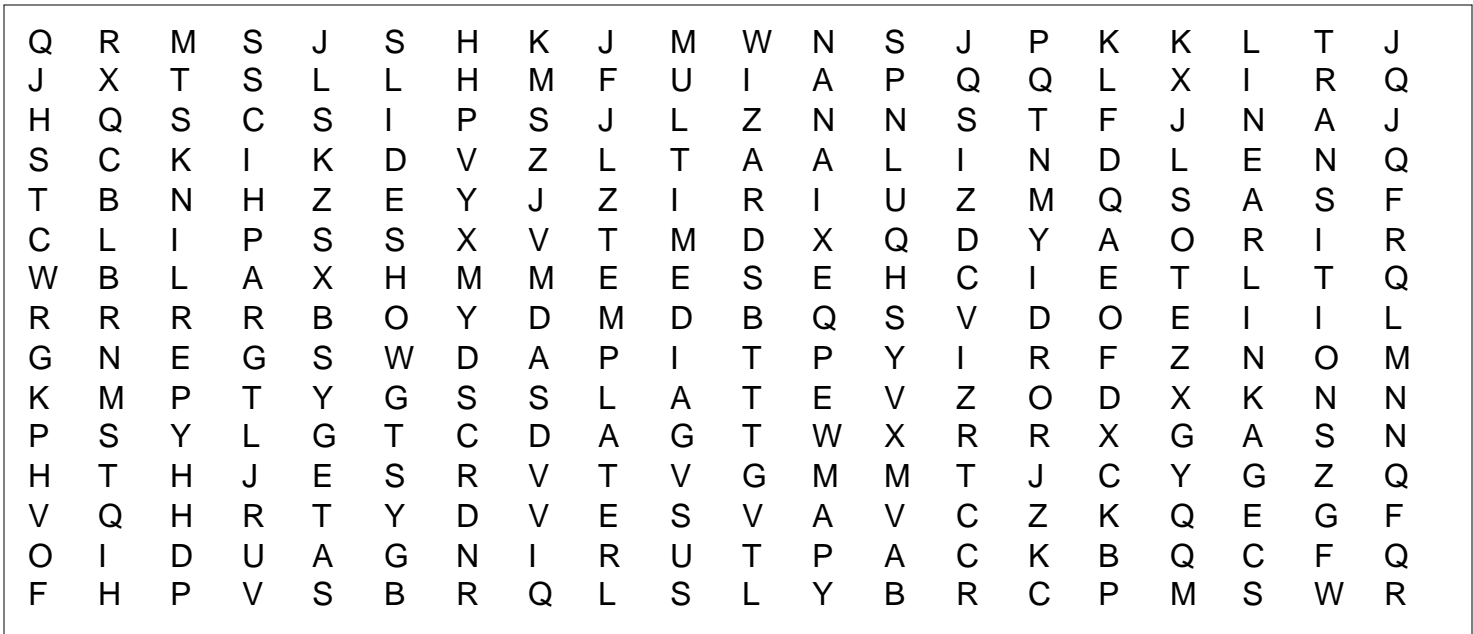 Q R M S J S H K J M W N S J P K K L T J
J X T S L L H M F U I A P Q Q L X I R Q
H Q S C S I P S J L Z N N S T F J N A J
S C K I K D V Z L T A A L I N D L E N Q
T B N H Z E Y J Z I R I U Z M Q S A S F
C L I P S S X V T M D X Q D Y A O R I R
W B L A X H M M E E S E H C I E T L T Q
R R R R B O Y D M D B Q S V D O E I I L
G N E G S W D A P I T P Y I R F Z N O M
K M P T Y G S S L A T E V Z O D X K N N
P S Y L G T C D A G T W X R R X G A S N
H T H J E S R V T V G M M T J C Y G Z Q
V Q H R T Y D V E S V A V C Z K Q E G F
O I D U A G N I R U T P A C K B Q C F Q
F H P V S B R Q L S L Y B R C P M S W R